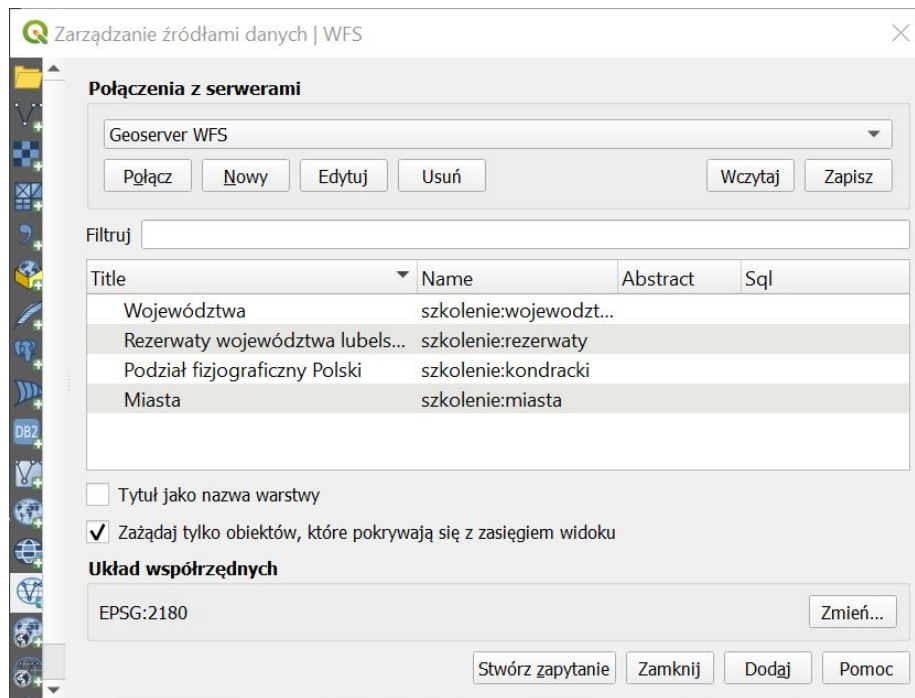 Zarządzanie źródłami danych | WFS
Połączenia z serwerami
Geoserver WFS
Połącz Nowy Edytuj Usuń Wczytaj Zapisz
Filtruj
Title Name Abstract Sql
Województwa szkolenie:wojewodzt...
Rezerwaty województwa lubels... szkolenie:rezerwaty
Podział fizjograficzny Polski szkolenie:kondracki
Miasta szkolenie:miasta
DB2
Tytuł jako nazwa warstwy
Zażądaj tylko obiektów, które pokrywają się z zasięgiem widoku
Układ współrzędnych
EPSG:2180 Zmień...
Stwórz zapytanie Zamknij Dodaj Pomoc